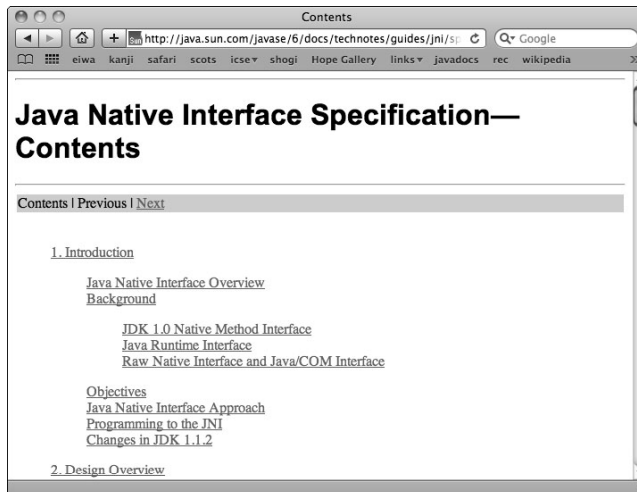 Contents
http://java.sun.com/javase/6/docs/technotes/guides/jni/sp
Google
eiwa kanji safari scots icse shogi Hope Gallery links javadocs rec wikipedia
Java Native Interface Specification—
Contents
Contents | Previous | Next
1. Introduction
Java Native Interface Overview
Background
JDK 1.0 Native Method Interface
Java Runtime Interface
Raw Native Interface and Java/COM Interface
Objectives
Java Native Interface Approach
Programming to the JNI
Changes in JDK 1.1.2
2. Design Overview